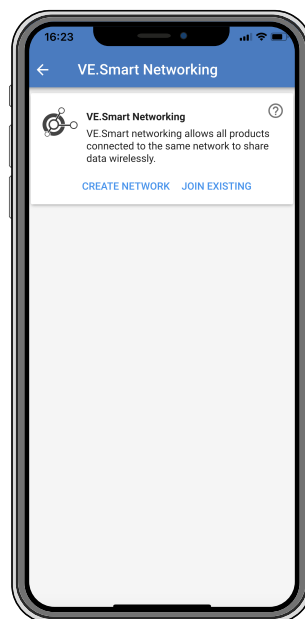 16:23
VE.Smart Networking
VE.Smart Networking
VE.Smart networking allows all products
connected to the same network to share
data wirelessly.
CREATE NETWORK JOIN EXISTING